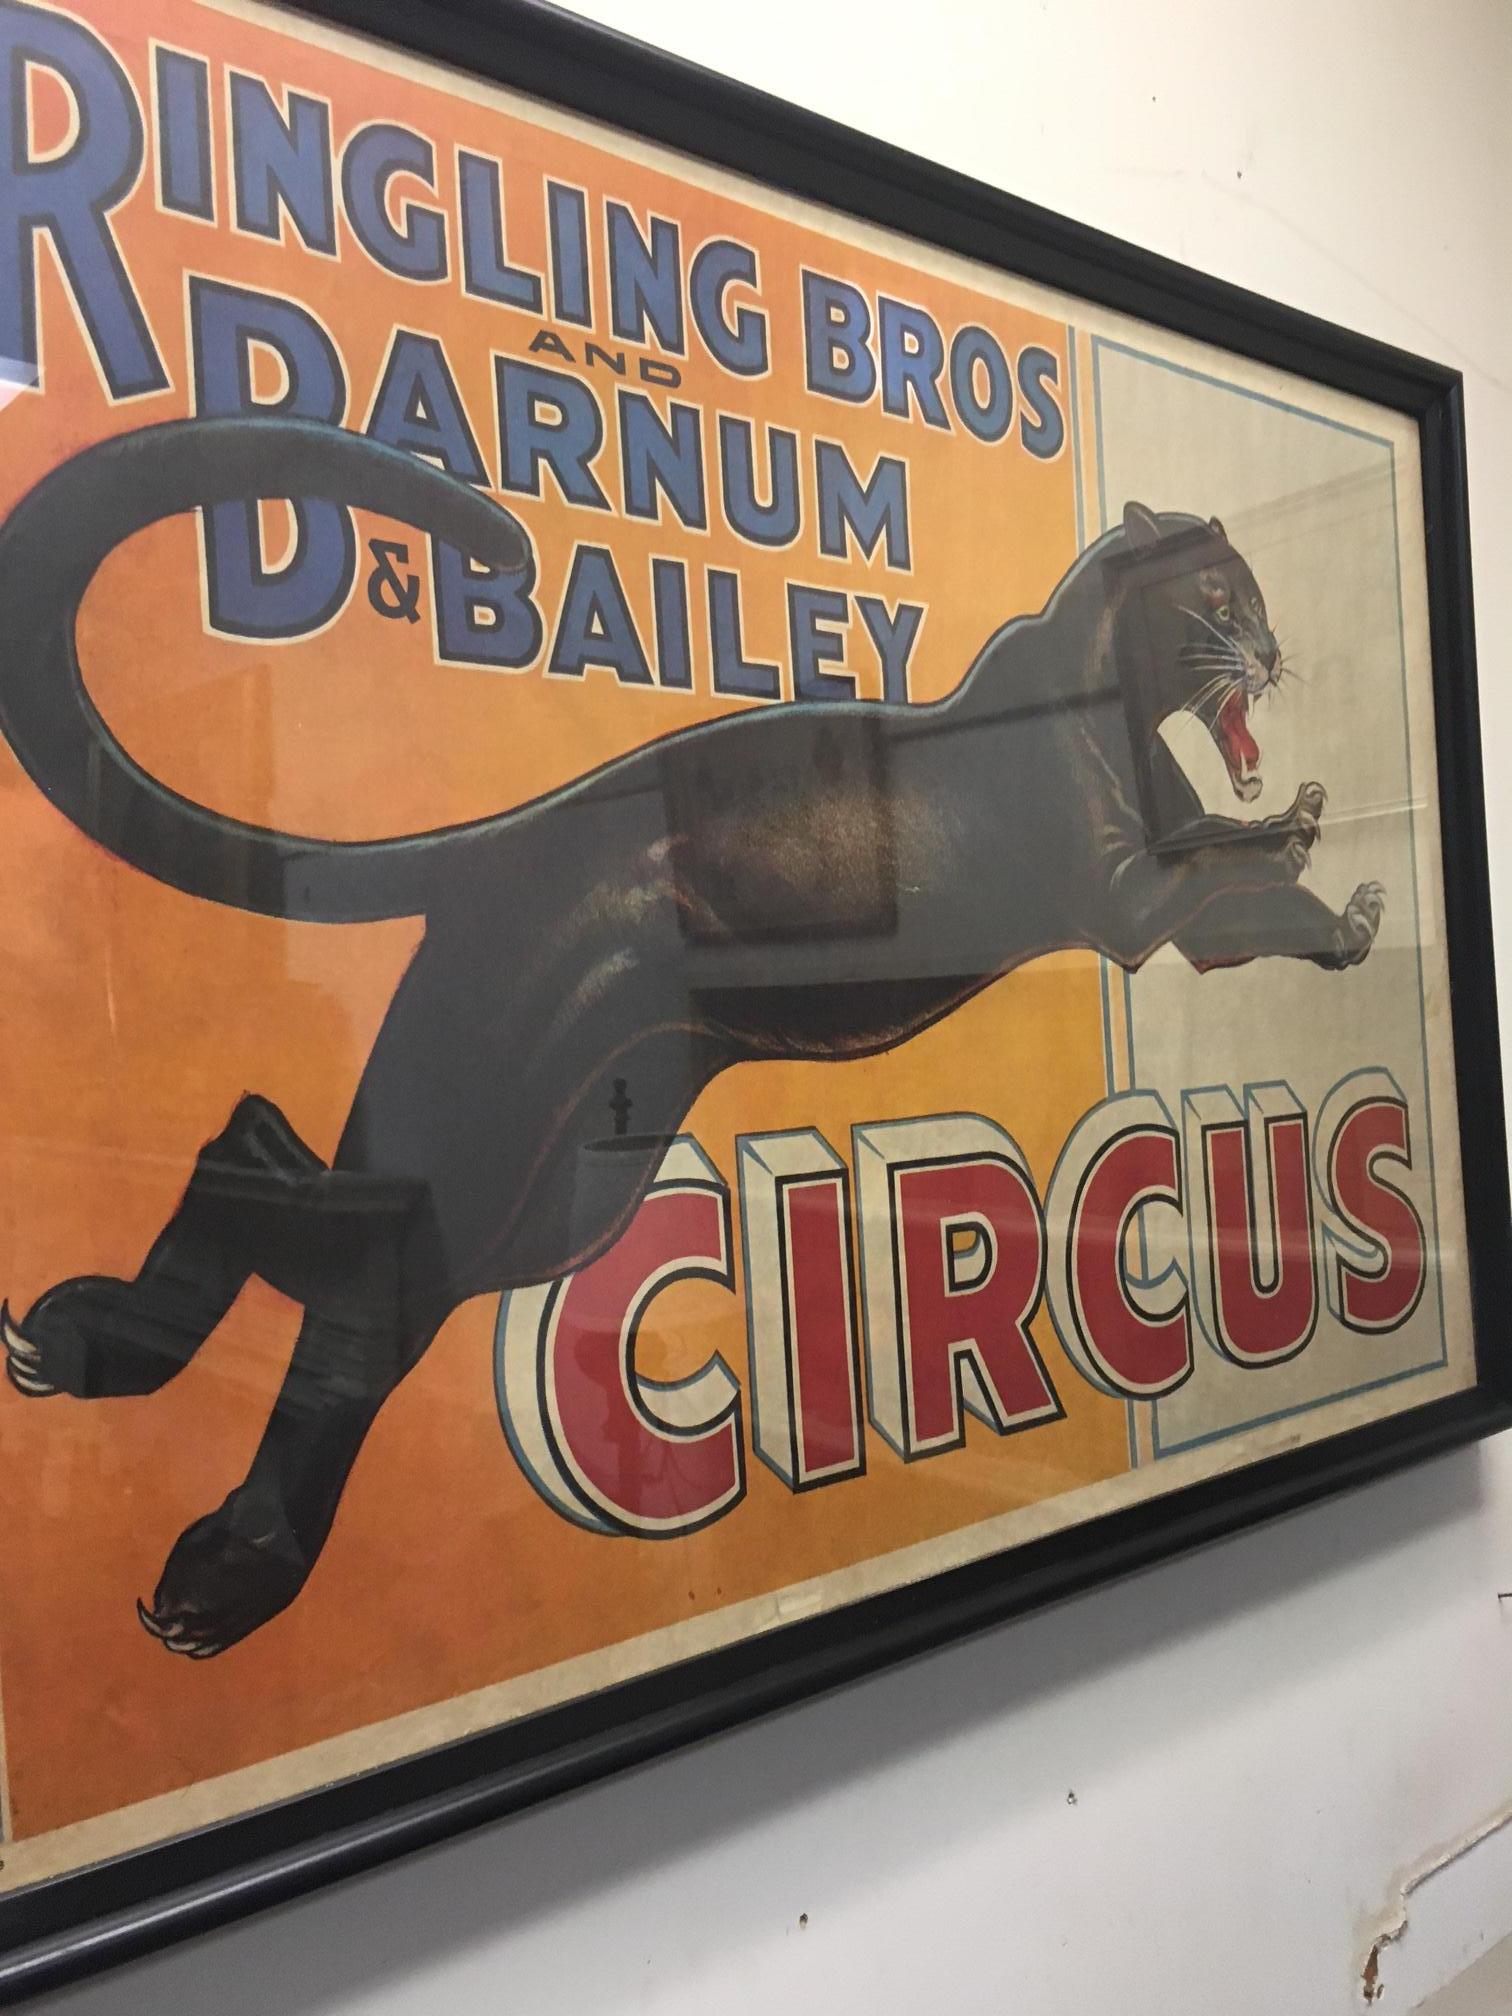 RINGLING BROS
AND
BARNUM
& BAILEY
CIRCUS